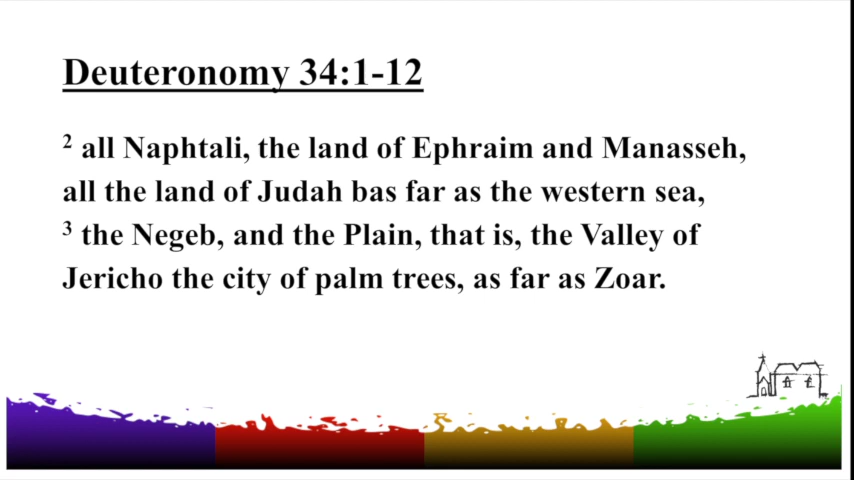 Deuteronomy 34:1-12
2 all Naphtali, the land of Ephraim and Manasseh,
all the land of Judah bas far as the western sea,
3 the Negeb, and the Plain, that is, the Valley of
Jericho the city of palm trees, as far as Zoar.